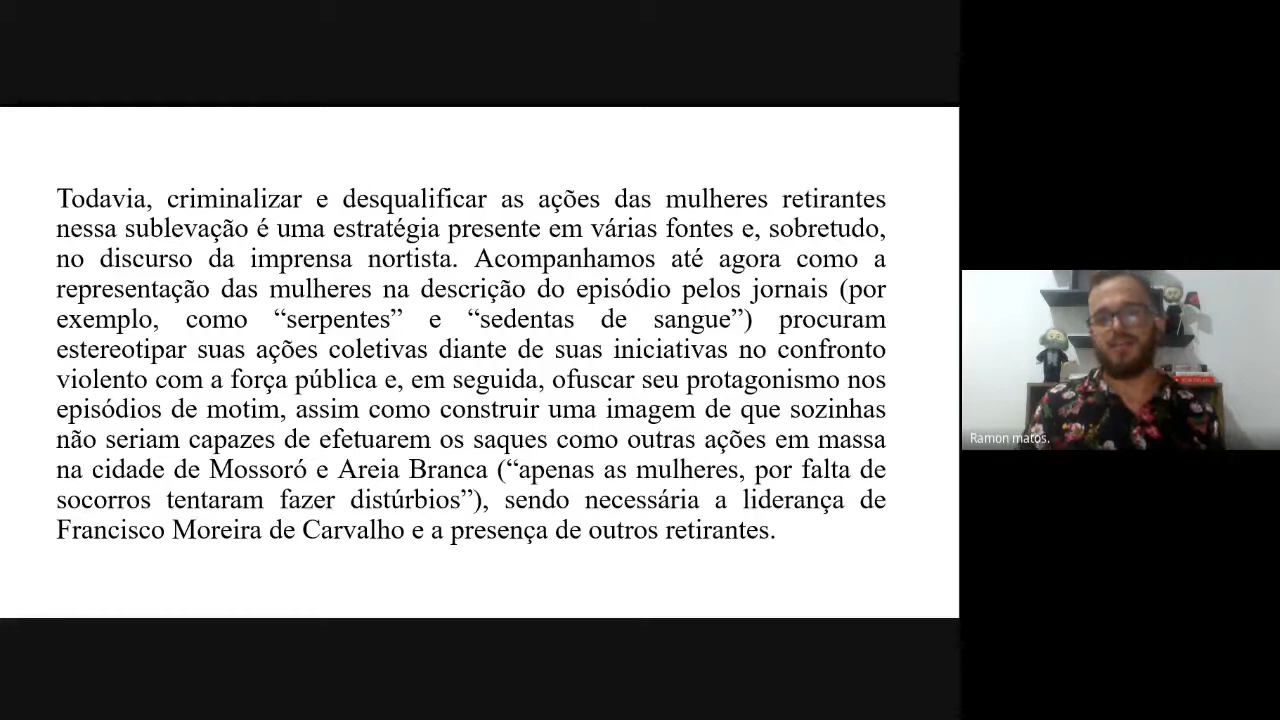 Todavia, criminalizar e desqualificar as ações das mulheres retirantes
nessa sublevação é uma estratégia presente em várias fontes e, sobretudo,
no discurso da imprensa nortista. Acompanhamos até agora como a
representação das mulheres na descrição do episódio pelos jornais (por
exemplo, como “serpentes” e “sedentas de sangue”) procuram
estereotipar suas ações coletivas diante de suas iniciativas no confronto
violento com a força pública e, em seguida, ofuscar seu protagonismo nos
episódios de motim, assim como construir uma imagem de que sozinhas
não seriam capazes de efetuarem os saques como outras ações em massa
na cidade de Mossoró e Areia Branca (“apenas as mulheres, por falta de
socorros tentaram fazer distúrbios”), sendo necessária a liderança de
Francisco Moreira de Carvalho e a presença de outros retirantes.
Ramon matos.